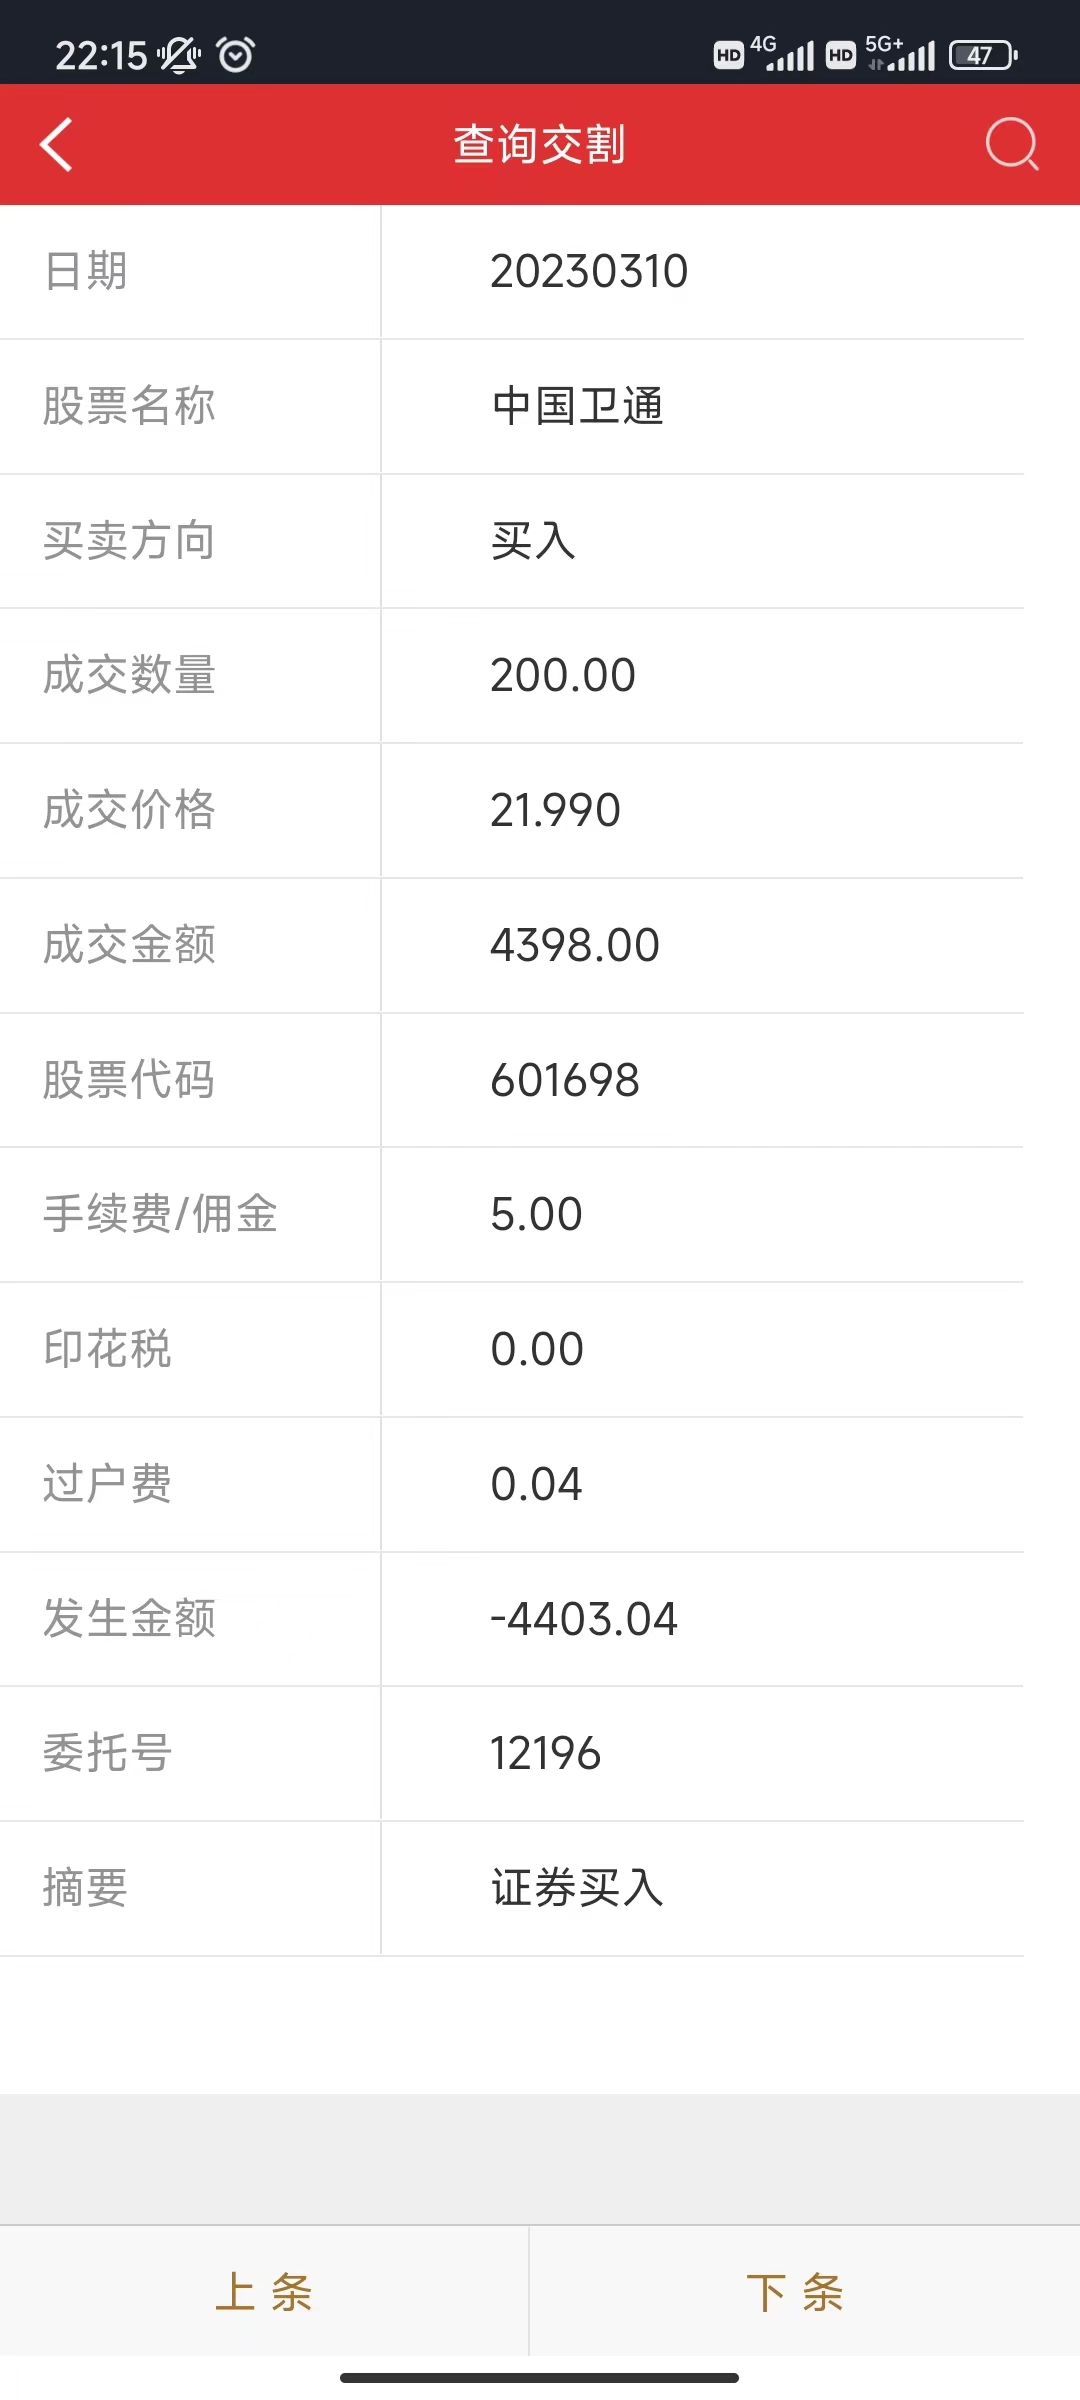 22:15 HD 4G HD 5G+ 47
查询交割
日期 20230310
股票名称 中国卫通
买卖方向 买入
成交数量 200.00
成交价格 21.990
成交金额 4398.00
股票代码 601698
手续费/佣金 5.00
印花税 0.00
过户费 0.04
发生金额 -4403.04
委托号 12196
摘要 证券买入
上条 下条